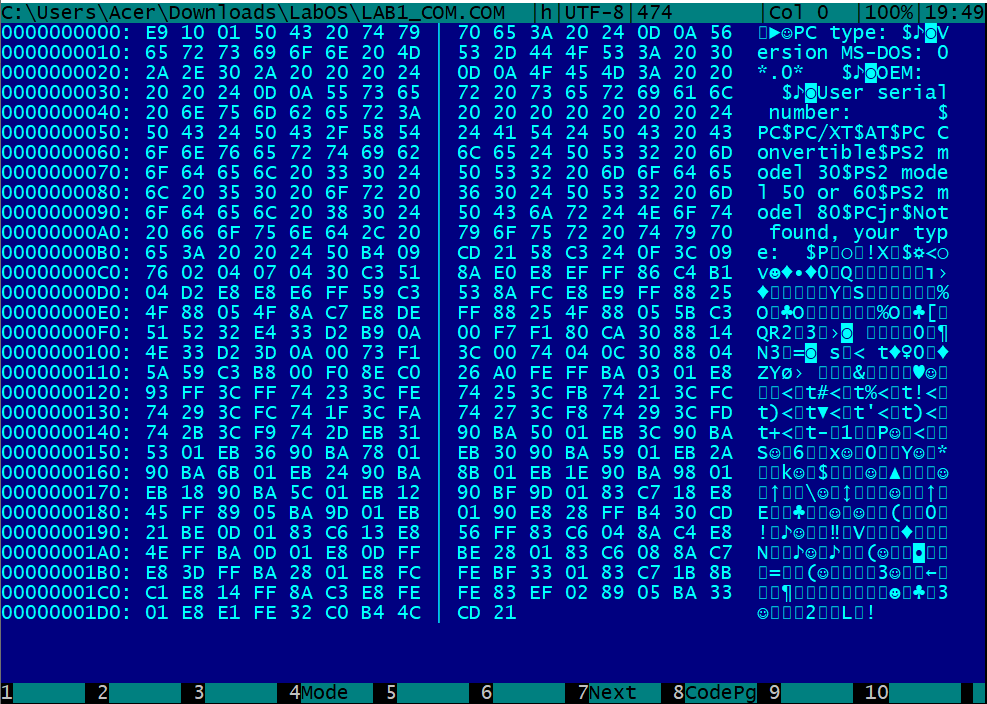 C:\Users\Acer\Downloads\LabOS\LAB1_COM.COM |h|UTF-8|474 |Col 0 |100%|19:49
0000000000: E9 10 01 50 43 20 74 79 │ 70 65 3A 20 24 0D 0A 56 PC type: $♪◙V
0000000010: 65 72 73 69 6F 6E 20 4D │ 53 2D 44 4F 53 3A 20 30 ersion MS-DOS: 0
0000000020: 2A 2E 30 2A 20 20 20 24 │ 0D 0A 4F 45 4D 3A 20 20 *.0* $♪◙OEM:
0000000030: 20 20 24 0D 0A 55 73 65 │ 72 20 73 65 72 69 61 6C $♪◙User serial
0000000040: 20 6E 75 6D 62 65 72 3A │ 20 20 20 20 20 20 20 24 number: $
0000000050: 50 43 24 50 43 2F 58 54 │ 24 41 54 24 50 43 20 43 PC$PC/XT$AT$PC C
0000000060: 6F 6E 76 65 72 74 69 62 │ 6C 65 24 50 53 32 20 6D onvertible$PS2 m
0000000070: 6F 64 65 6C 20 33 30 24 │ 50 53 32 20 6D 6F 64 65 odel 30$PS2 mode
0000000080: 6C 20 35 30 20 6F 72 20 │ 36 30 24 50 53 32 20 6D l 50 or 60$PS2 m
0000000090: 6F 64 65 6C 20 38 30 24 │ 50 43 6A 72 24 4E 6F 74 odel 80$PCjr$Not
00000000A0: 20 66 6F 75 6E 64 2C 20 │ 79 6F 75 72 20 74 79 70 found, your typ
00000000B0: 65 3A 20 20 24 50 B4 09 │ CD 21 58 C3 24 0F 3C 09 e: $P
00000000C0: 76 02 04 07 04 30 C3 51 │ 8A E0 E8 EF FF 86 C4 B1
00000000D0: 04 D2 E8 E8 E6 FF 59 C3 │ 53 8A FC E8 E9 FF 88 25
00000000E0: 4F 88 05 4F 8A C7 E8 DE │ FF 88 25 4F 88 05 5B C3
00000000F0: 51 52 32 E4 33 D2 B9 0A │ 00 F7 F1 80 CA 30 88 14
0000000100: 4E 33 D2 3D 0A 00 73 F1 │ 3C 00 74 04 0C 30 88 04
0000000110: 5A 59 C3 B8 00 F0 8E C0 │ 26 A0 FE FF BA 03 01 E8
0000000120: 93 FF 3C FF 74 23 3C FE │ 74 25 3C FB 74 21 3C FC
0000000130: 74 29 3C FC 74 1F 3C FA │ 74 27 3C F8 74 29 3C FD
0000000140: 74 2B 3C F9 74 2D EB 31 │ 90 BA 50 01 EB 3C 90 BA
0000000150: 53 01 EB 36 90 BA 78 01 │ EB 30 90 BA 59 01 EB 2A
0000000160: 90 BA 6B 01 EB 24 90 BA │ 8B 01 EB 1E 90 BA 98 01
0000000170: EB 18 90 BA 5C 01 EB 12 │ 90 BF 9D 01 83 C7 18 E8
0000000180: 45 FF 89 05 BA 9D 01 EB │ 01 90 E8 28 FF B4 30 CD
0000000190: 21 BE 0D 01 83 C6 13 E8 │ 56 FF 83 C6 04 8A C4 E8
00000001A0: 4E FF BA 0D 01 E8 0D FF │ BE 28 01 83 C6 08 8A C7
00000001B0: E8 3D FF BA 28 01 E8 FC │ FE BF 33 01 83 C7 1B 8B
00000001C0: C1 E8 14 FF 8A C3 E8 FE │ FE 83 EF 02 89 05 BA 33
00000001D0: 01 E8 E1 FE 32 C0 B4 4C │ CD 21
1 2 3 4Mode 5 6 7Next 8CodePg 9 10